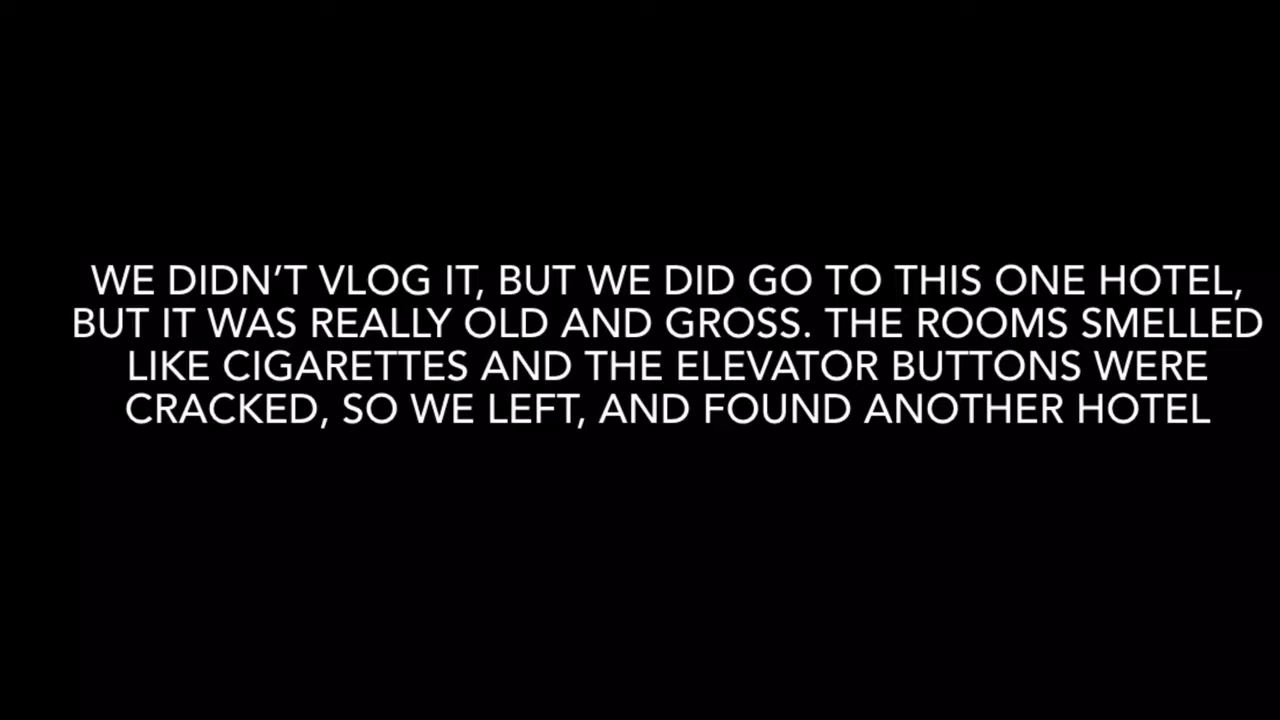 WE DIDN’T VLOG IT, BUT WE DID GO TO THIS ONE HOTEL,
BUT IT WAS REALLY OLD AND GROSS. THE ROOMS SMELLED
LIKE CIGARETTES AND THE ELEVATOR BUTTONS WERE
CRACKED, SO WE LEFT, AND FOUND ANOTHER HOTEL